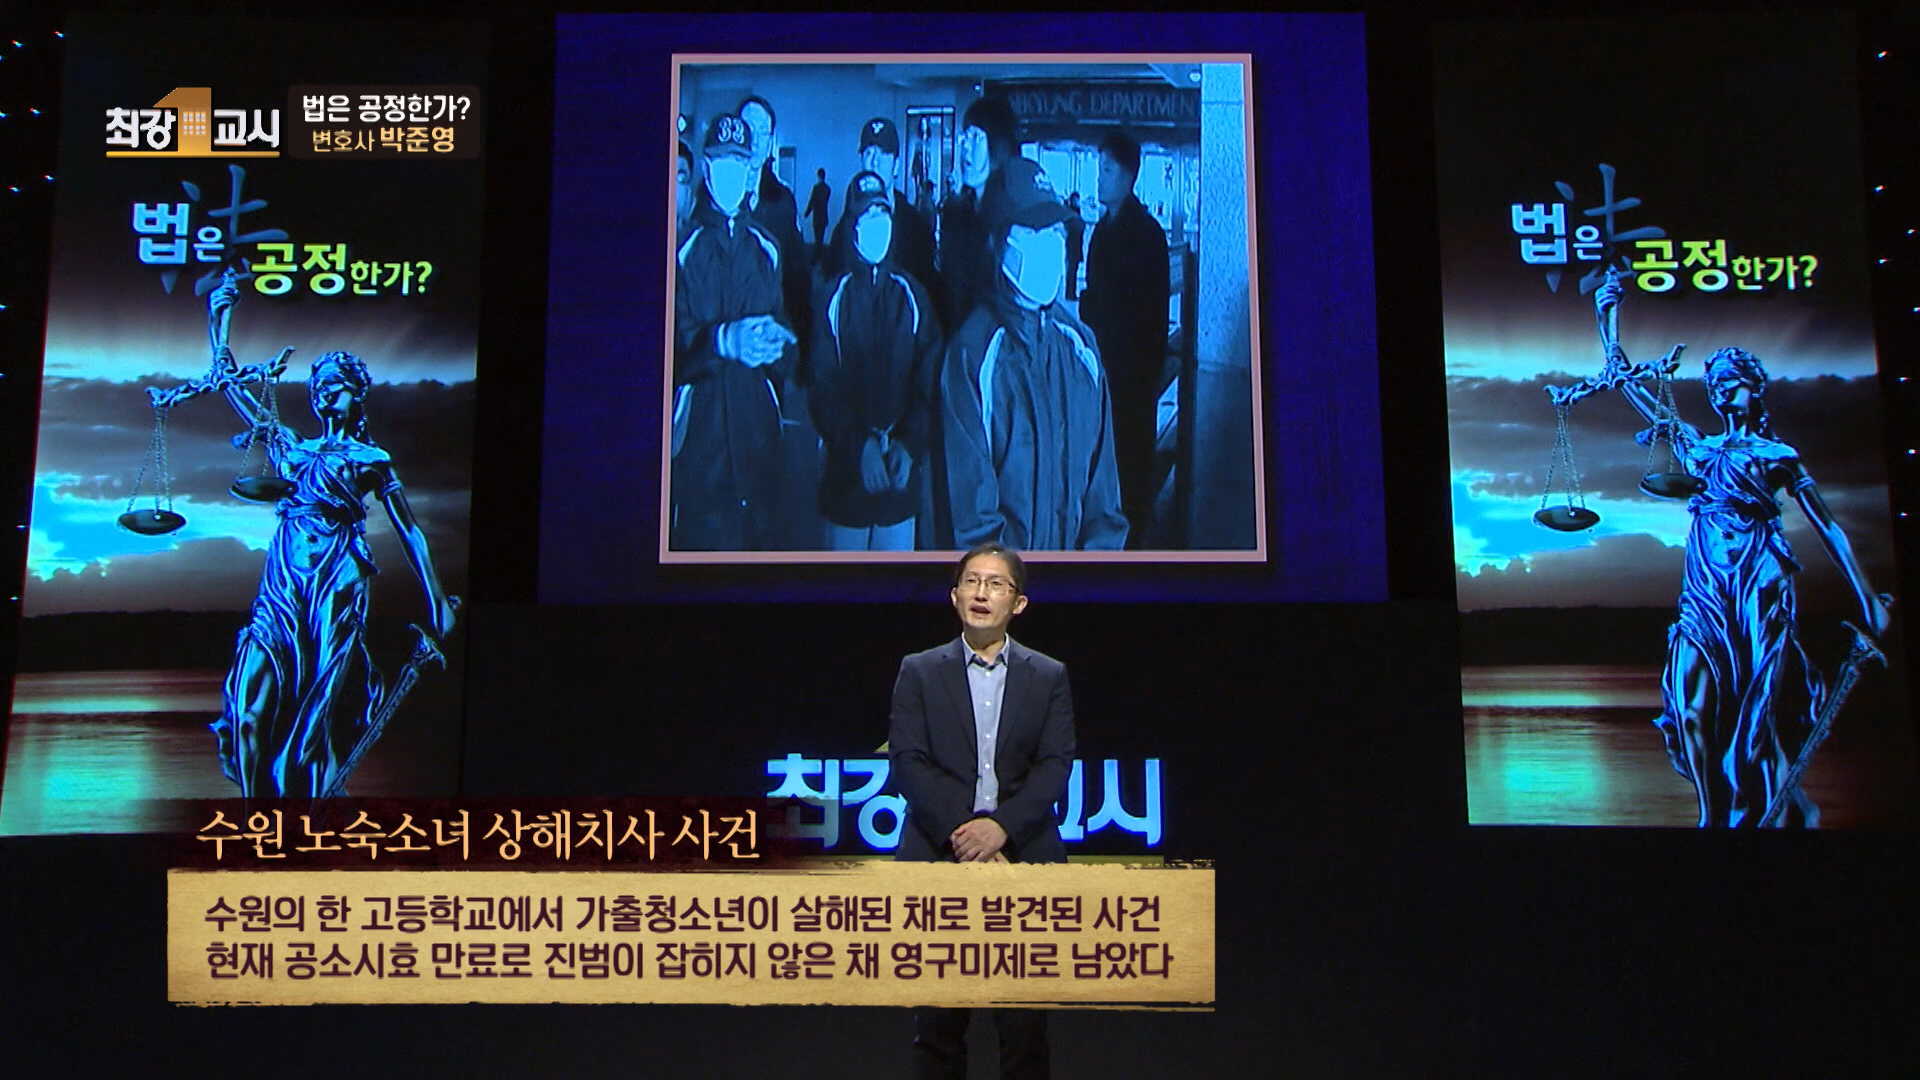 최강1교시
법은 공정한가?
변호사 박준영
法
법은 공정한가?
33
DEPARTMEN
法
법은 공정한가?
최강 교시
수원 노숙소녀 상해치사 사건
수원의 한 고등학교에서 가출청소년이 살해된 채로 발견된 사건
현재 공소시효 만료로 진범이 잡히지 않은 채 영구미제로 남았다